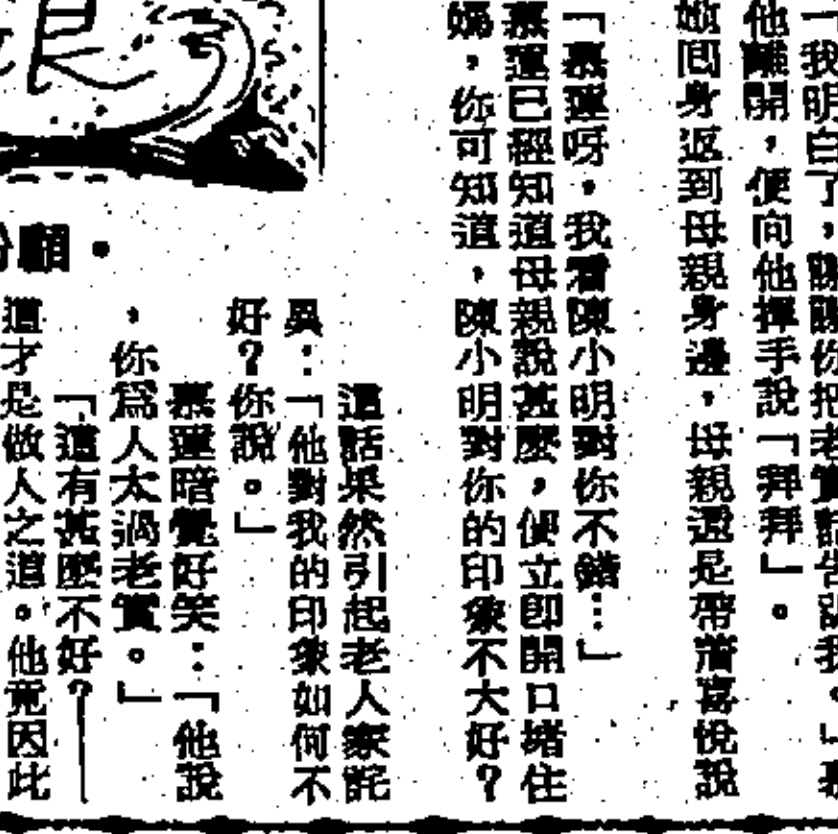 「我明白了,謝謝你把老實話告訴我。」慕
他離開,便向他揮手說「拜拜」。
身返到母親身邊,母親還是帶着喜悅說
「慕蓮呀,我看陳小明對你不錯…」
慕蓮已經知道母親說甚麼,便立卽開口堵住
,你可知道,陳小明對你的印象不大好?
這話果然引起老人家詫
異:「他對我的印象如何不
好?你說。」
慕蓮暗覺好笑:「他說
,你爲人太過老實。」
「這有甚麼不好?——
這才是做人之道。他竟因此